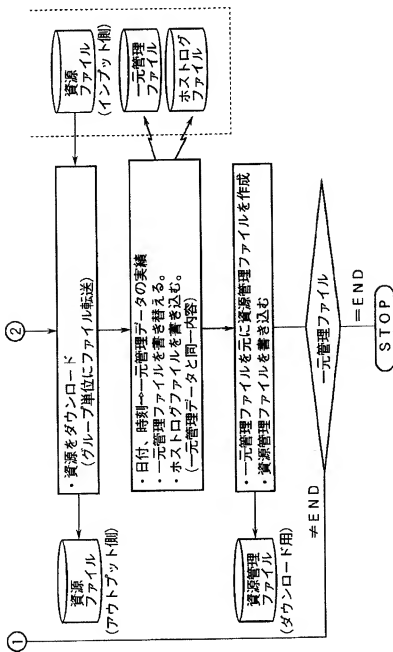 ①
②
・資源をダウンロード
(グループ単位にファイル転送)
資源
ファイル
(インプット側)
資源
ファイル
(アウトプット側)
・日付、時刻⇨一元管理データの実績
・一元管理ファイルを書き替える。
・ホストログファイルを書き込む。
(一元管理データと同一内容)
一元管理
ファイル
ホストログ
ファイル
・一元管理ファイルを元に資源管理ファイルを作成
・資源管理ファイルを書き込む
資源管理
ファイル
(ダウンロード用)
一元管理ファイル
≠END
=END
STOP